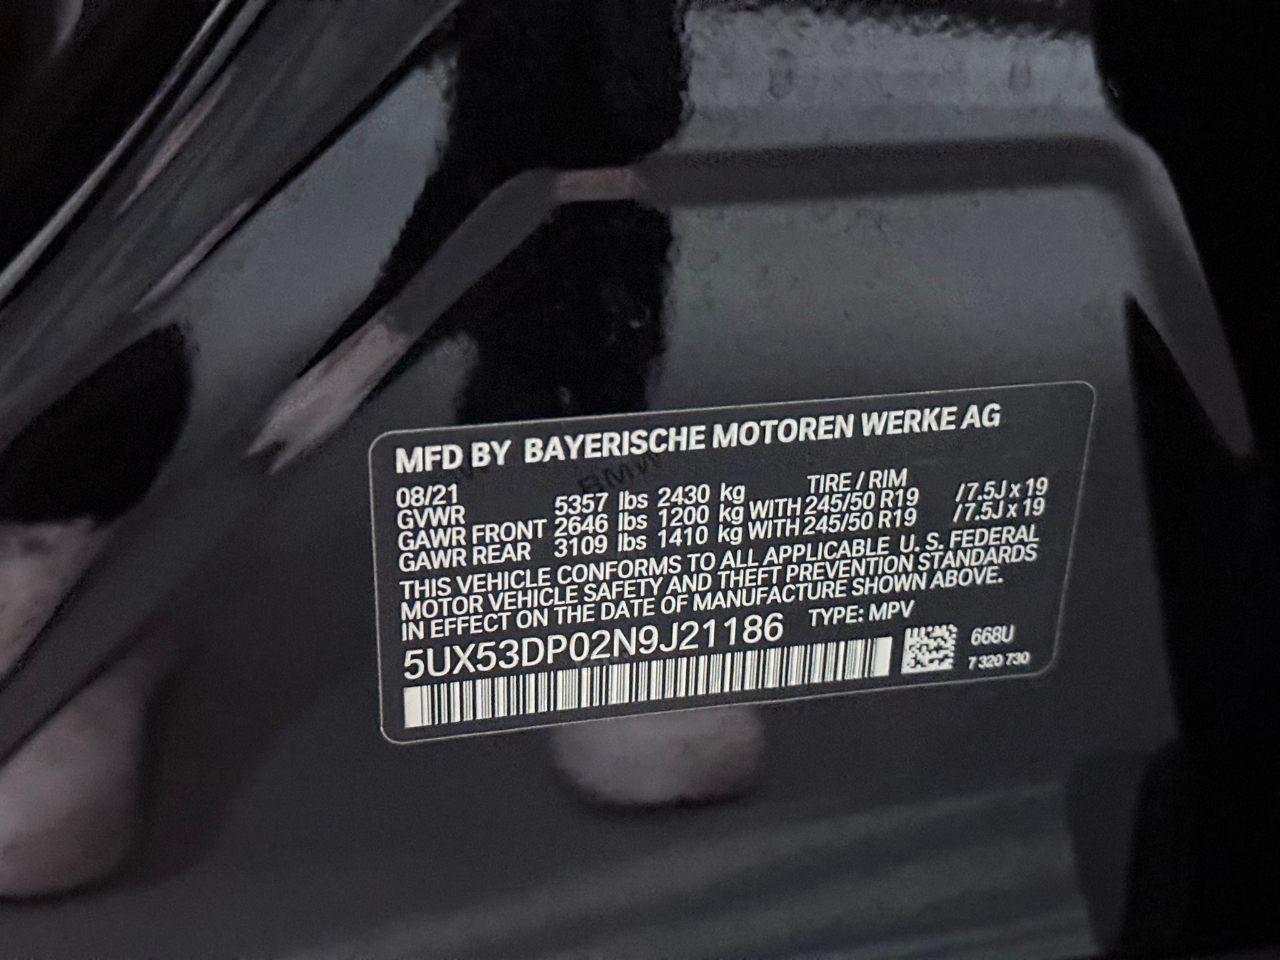 MFD BY BAYERISCHE MOTOREN WERKE AG
08/21 TIRE / RIM
GVWR 5357 lbs 2430 kg
GAWR FRONT 2646 lbs 1200 kg WITH 245/50 R19 / 7.5J x 19
GAWR REAR 3109 lbs 1410 kg WITH 245/50 R19 / 7.5J x 19
THIS VEHICLE CONFORMS TO ALL APPLICABLE U. S. FEDERAL
MOTOR VEHICLE SAFETY AND THEFT PREVENTION STANDARDS
IN EFFECT ON THE DATE OF MANUFACTURE SHOWN ABOVE.
5UX53DP02N9J21186 TYPE: MPV
668U
7 320 730
BMW